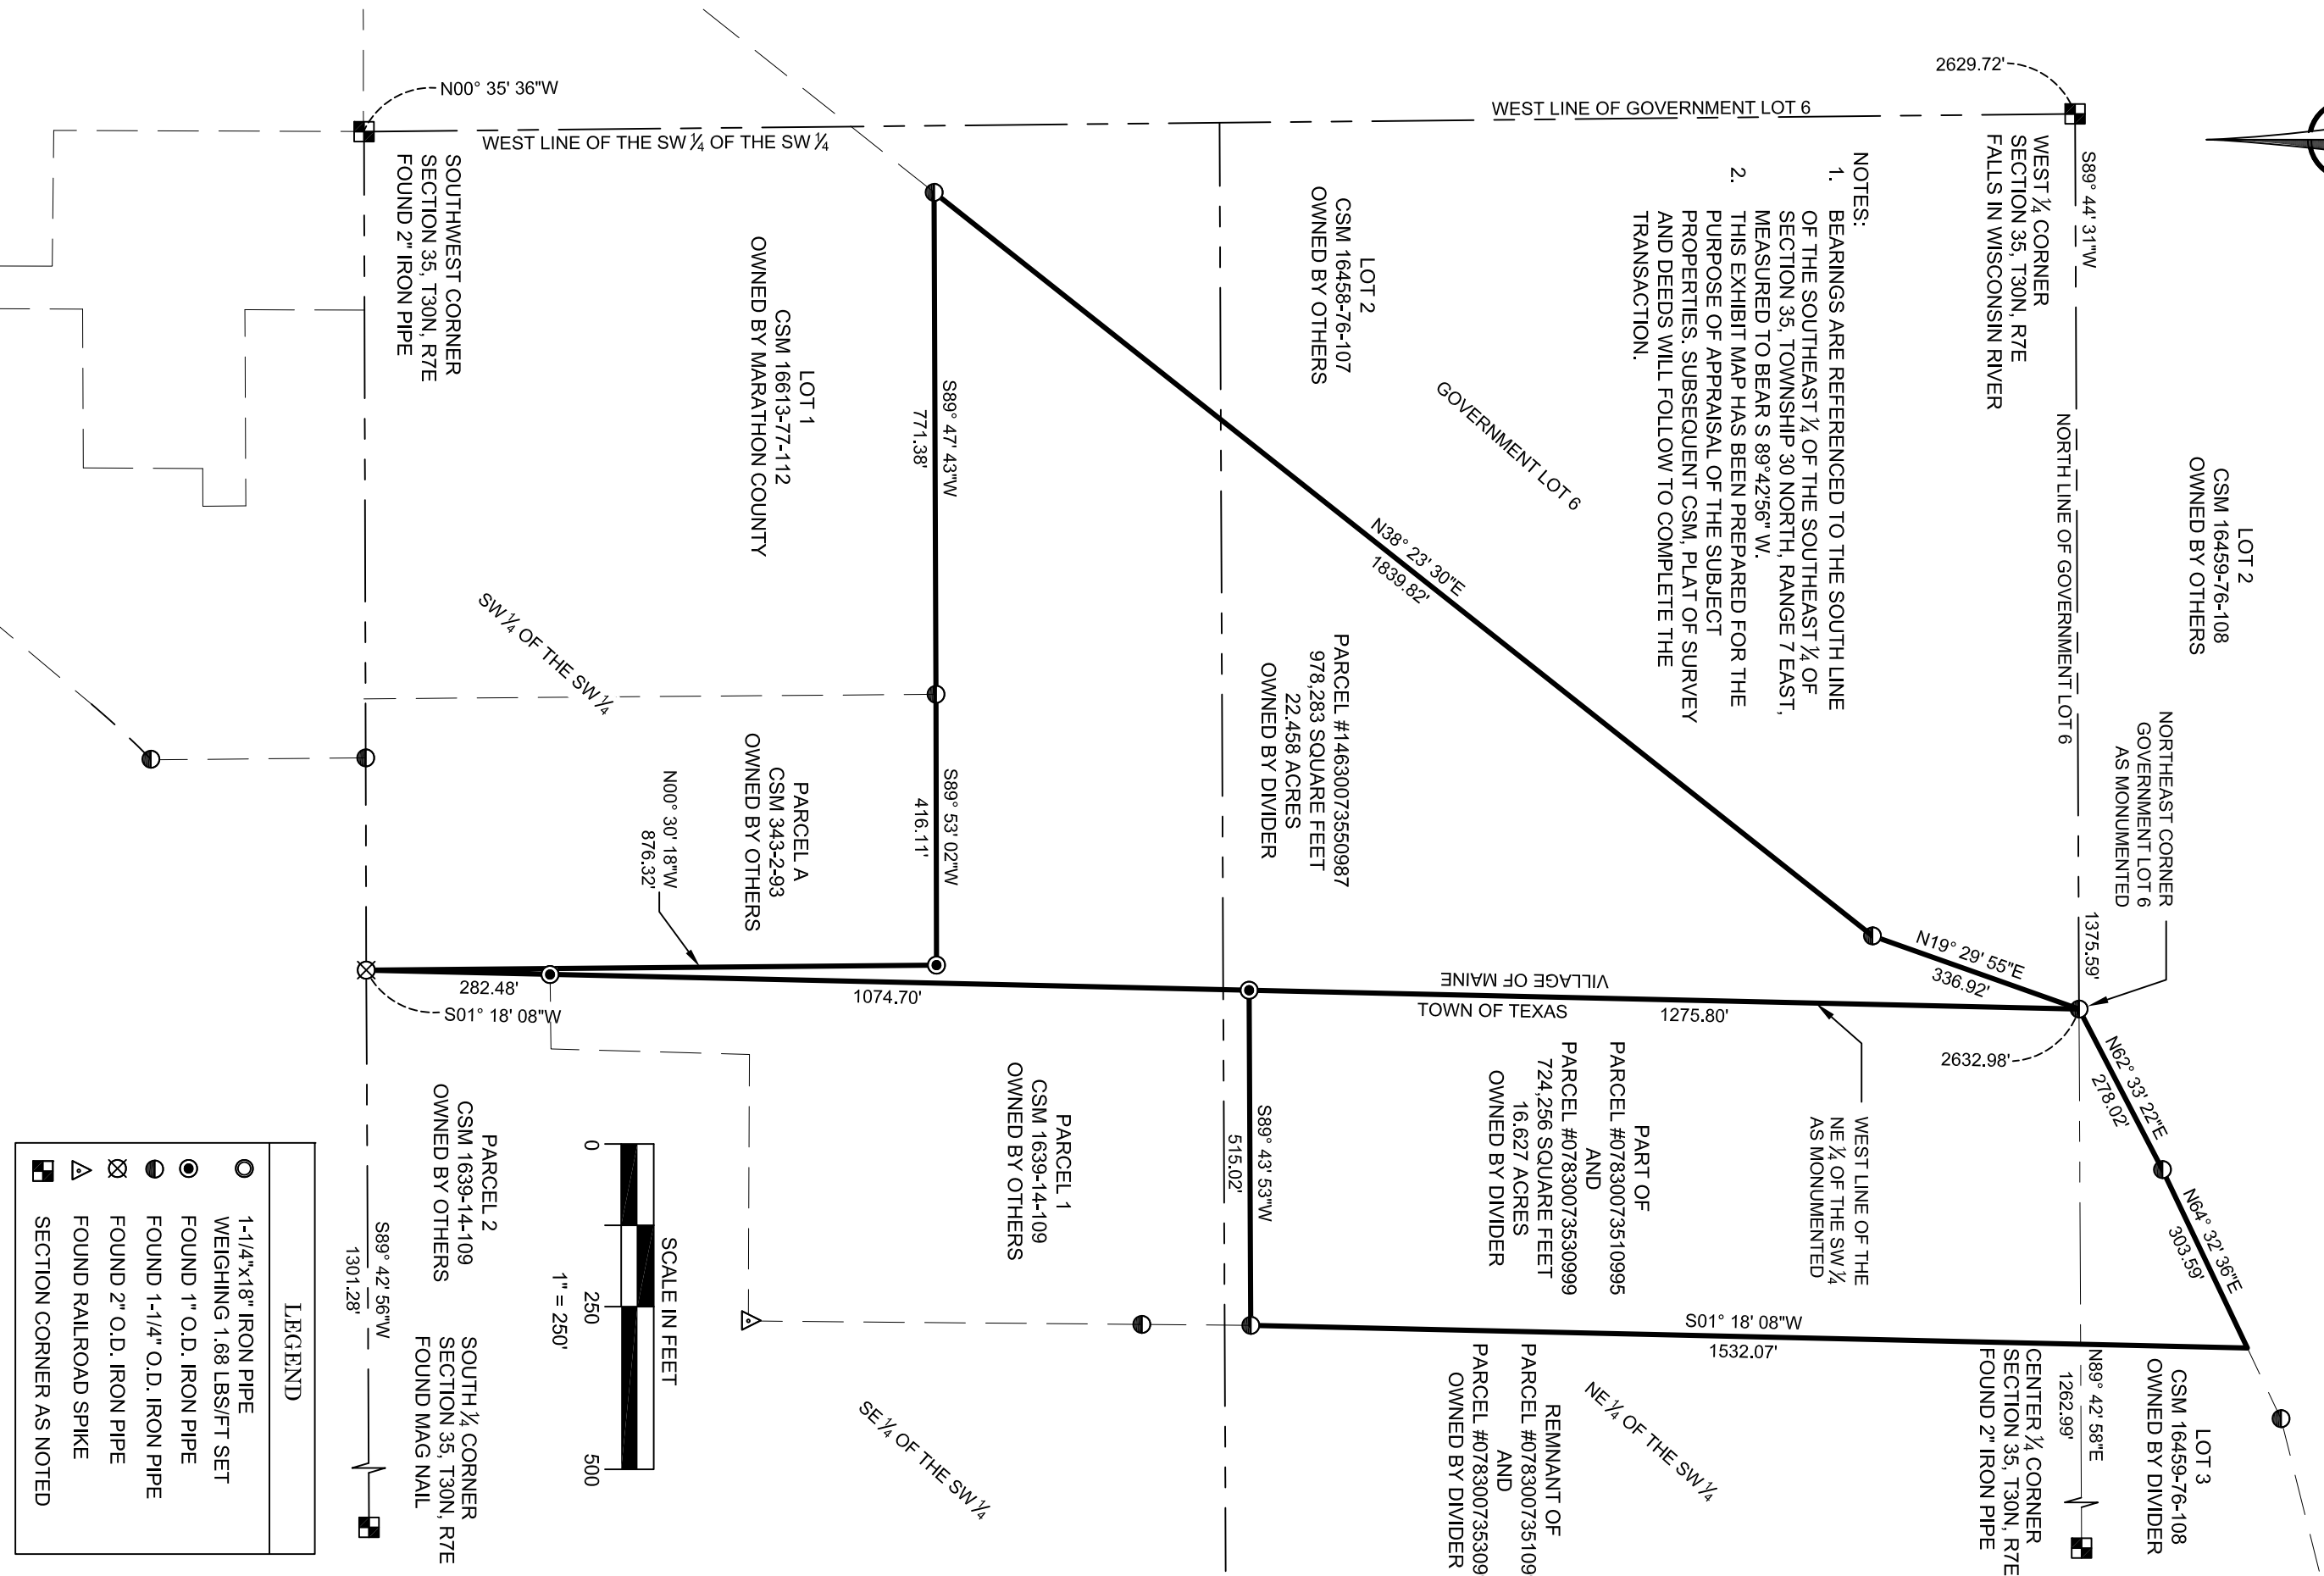 LOT 2
CSM 16459-76-108
OWNED BY OTHERS
NORTHEAST CORNER
GOVERNMENT LOT 6
AS MONUMENTED
LOT 3
CSM 16459-76-108
OWNED BY DIVIDER
N64° 32' 36"E
303.59'
N62° 33' 22"E
278.02'
2629.72'
S89° 44' 31"W
1375.59'
NORTH LINE OF GOVERNMENT LOT 6
N89° 42' 58"E
1262.99'
WEST ¼ CORNER
SECTION 35, T30N, R7E
FALLS IN WISCONSIN RIVER
CENTER ¼ CORNER
SECTION 35, T30N, R7E
FOUND 2" IRON PIPE
2632.98'
N19° 29' 55"E
336.92'
NOTES:
1. BEARINGS ARE REFERENCED TO THE SOUTH LINE
OF THE SOUTHEAST ¼ OF THE SOUTHEAST ¼ OF
SECTION 35, TOWNSHIP 30 NORTH, RANGE 7 EAST,
MEASURED TO BEAR S 89°42'56" W.
2. THIS EXHIBIT MAP HAS BEEN PREPARED FOR THE
PURPOSE OF APPRAISAL OF THE SUBJECT
PROPERTIES. SUBSEQUENT CSM, PLAT OF SURVEY
AND DEEDS WILL FOLLOW TO COMPLETE THE
TRANSACTION.
WEST LINE OF GOVERNMENT LOT 6
WEST LINE OF THE
NE ¼ OF THE SW ¼
AS MONUMENTED
1275.80'
VILLAGE OF MAINE
TOWN OF TEXAS
S01° 18' 08"W
1532.07'
NE ¼ OF THE SW ¼
PART OF
PARCEL #07830073510995
AND
PARCEL #07830073530999
724,256 SQUARE FEET
16.627 ACRES
OWNED BY DIVIDER
REMNANT OF
PARCEL #078300735109
AND
PARCEL #078300735309
OWNED BY DIVIDER
GOVERNMENT LOT 6
N38° 23' 30"E
1839.82'
LOT 2
CSM 16458-76-107
OWNED BY OTHERS
PARCEL #14630073550987
978,283 SQUARE FEET
22.458 ACRES
OWNED BY DIVIDER
S89° 43' 53"W
515.02'
S89° 47' 43"W
771.38'
S89° 53' 02"W
416.11'
1074.70'
PARCEL 1
CSM 1639-14-109
OWNED BY OTHERS
SE ¼ OF THE SW ¼
WEST LINE OF THE SW ¼ OF THE SW ¼
LOT 1
CSM 16613-77-112
OWNED BY MARATHON COUNTY
PARCEL A
CSM 343-2-93
OWNED BY OTHERS
N00° 30' 18"W
876.32'
SW ¼ OF THE SW ¼
SCALE IN FEET
0
250
500
1" = 250'
282.48'
S01° 18' 08"W
N00° 35' 36"W
SOUTHWEST CORNER
SECTION 35, T30N, R7E
FOUND 2" IRON PIPE
PARCEL 2
CSM 1639-14-109
OWNED BY OTHERS
SOUTH ¼ CORNER
SECTION 35, T30N, R7E
FOUND MAG NAIL
S89° 42' 56"W
1301.28'
LEGEND
1-1/4"x18" IRON PIPE
WEIGHING 1.68 LBS/FT SET
FOUND 1" O.D. IRON PIPE
FOUND 1-1/4" O.D. IRON PIPE
FOUND 2" O.D. IRON PIPE
FOUND RAILROAD SPIKE
SECTION CORNER AS NOTED